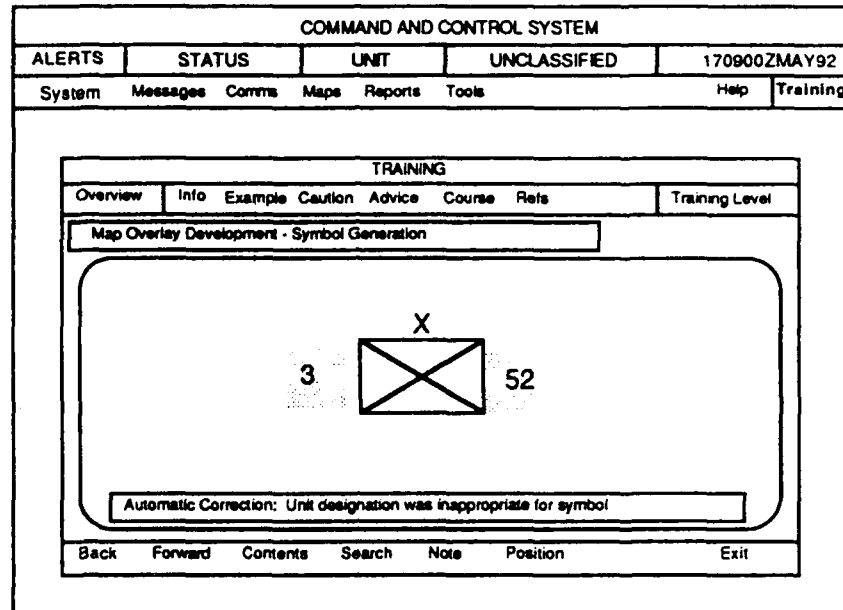 COMMAND AND CONTROL SYSTEM
ALERTS STATUS UNIT UNCLASSIFIED 170900ZMAY92
System Messages Comms Maps Reports Tools Help Training
TRAINING
Overview Info Example Caution Advice Course Refs Training Level
Map Overlay Development - Symbol Generation
X
3 52
Automatic Correction: Unit designation was inappropriate for symbol
Back Forward Contents Search Note Position Exit